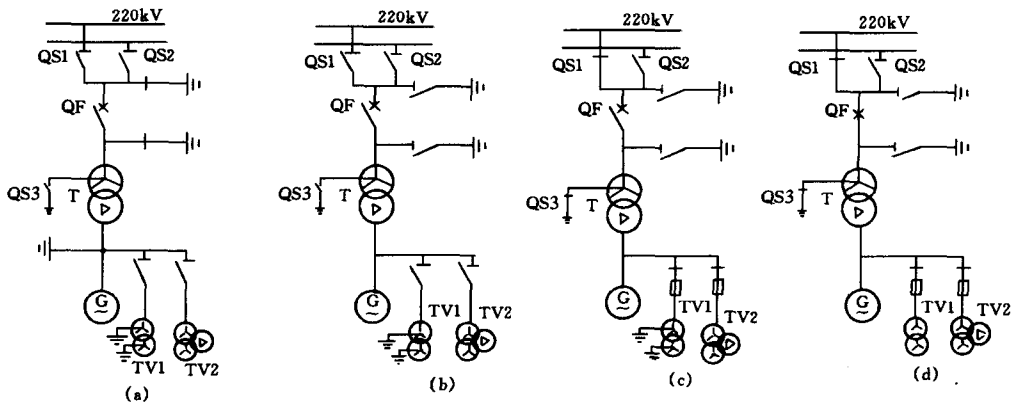 220kV
QS1
QS2
QF
QS3
T
G
~
TV1
TV2
(a)
220kV
QS1
QS2
QF
QS3
T
G
~
TV1
TV2
(b)
220kV
QS1
QS2
QF
QS3
T
G
~
TV1
TV2
(c)
220kV
QS1
QS2
QF
QS3
T
G
~
TV1
TV2
(d)